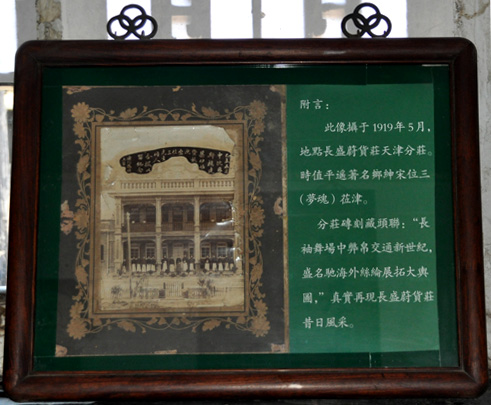 附言：
此像攝于1919年5月，
地點長盛蔚貨莊天津分莊。
時值平遙著名鄉紳宋位三
（夢魂）莅津。
分莊磚刻藏頭聯：“長
袖舞場中弊帛交通新世紀，
盛名馳海外絲綸展拓大輿
圖，”真實再現長盛蔚貨莊
昔日風采。